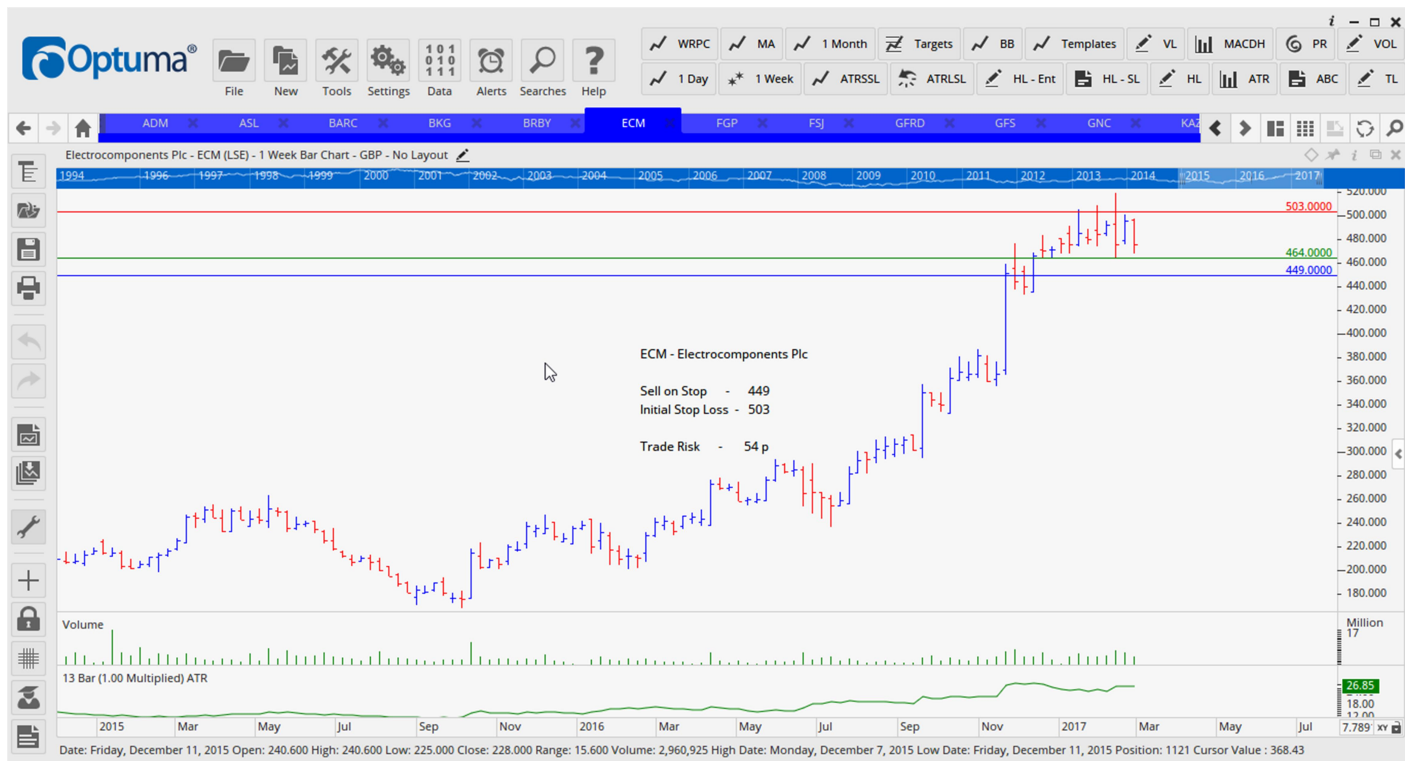 i
Optuma®
File New Tools Settings Data Alerts Searches Help
101
010
111
WRPC MA 1 Month Targets BB Templates VL MACDH PR VOL
1 Day 1 Week ATRSSL ATRLSL HL - Ent HL - SL HL ATR ABC TL
ADM ASL BARC BKG BRBY ECM FGP FSJ GFRD GFS GNC KAZ
Electrocomponents Plc - ECM (LSE) - 1 Week Bar Chart - GBP - No Layout
1994 1996 1997 1998 1999 2000 2001 2002 2003 2004 2005 2006 2007 2008 2009 2010 2011 2012 2013 2014 2015 2016 2017
520.000
503.0000
500.000
480.000
464.0000
460.000
449.0000
440.000
420.000
400.000
380.000
360.000
340.000
320.000
300.000
280.000
260.000
240.000
220.000
200.000
180.000
ECM - Electrocomponents Plc
Sell on Stop - 449
Initial Stop Loss - 503
Trade Risk - 54 p
Volume
Million
17
13 Bar (1.00 Multiplied) ATR
26.85
18.00
12.00
2015 Mar May Jul Sep Nov 2016 Mar May Jul Sep Nov 2017 Mar May Jul
7.789 XY
Date: Friday, December 11, 2015 Open: 240.600 High: 240.600 Low: 225.000 Close: 228.000 Range: 15.600 Volume: 2,960,925 High Date: Monday, December 7, 2015 Low Date: Friday, December 11, 2015 Position: 1121 Cursor Value : 368.43